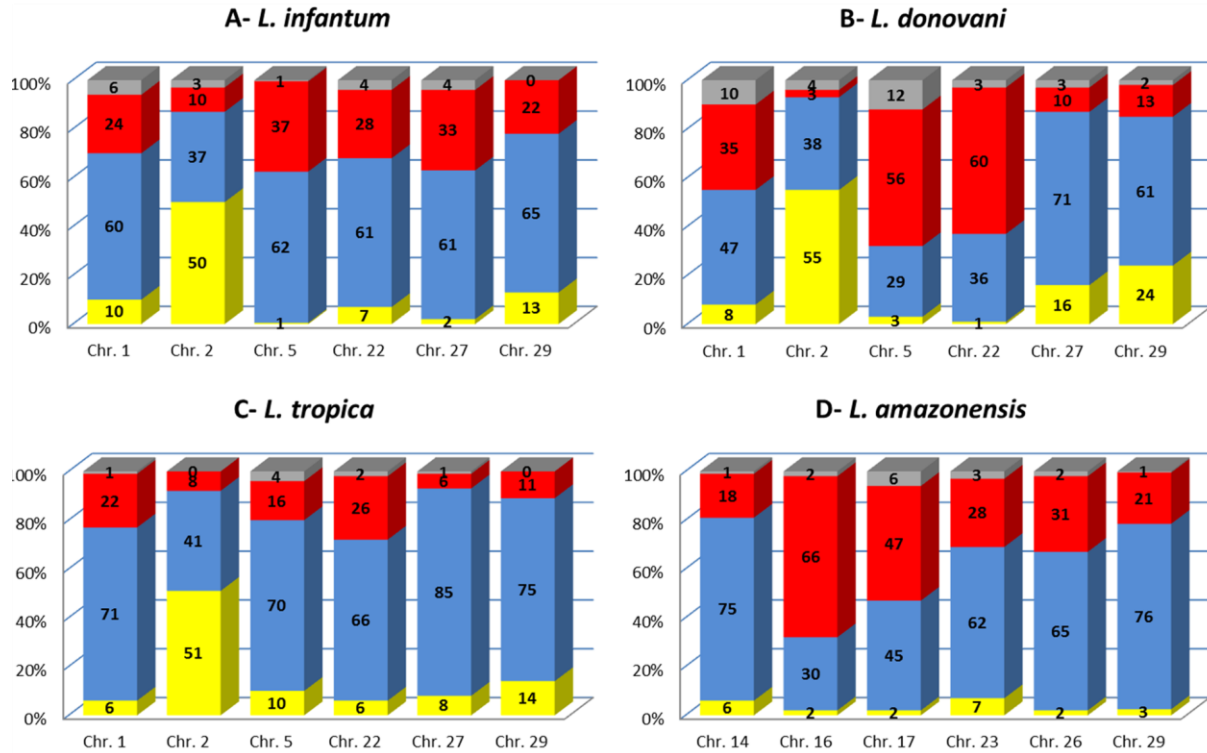 A- L. infantum
100%
80%
60%
40%
20%
0%
6 3 1 4 4 0
24 10 37 28 33 22
60 37 62 61 61 65
10 50 1 7 2 13
Chr. 1 Chr. 2 Chr. 5 Chr. 22 Chr. 27 Chr. 29
B- L. donovani
100%
80%
60%
40%
20%
0%
10 4 12 3 3 2
35 3 56 60 10 13
47 38 29 36 71 61
8 55 3 1 16 24
Chr. 1 Chr. 2 Chr. 5 Chr. 22 Chr. 27 Chr. 29
C- L. tropica
100%
80%
60%
40%
20%
0%
1 0 4 2 1 0
22 8 16 26 6 11
71 41 70 66 85 75
6 51 10 6 8 14
Chr. 1 Chr. 2 Chr. 5 Chr. 22 Chr. 27 Chr. 29
D- L. amazonensis
100%
80%
60%
40%
20%
0%
1 2 6 3 2 1
18 66 47 28 31 21
75 30 45 62 65 76
6 2 2 7 2 3
Chr. 14 Chr. 16 Chr. 17 Chr. 23 Chr. 26 Chr. 29